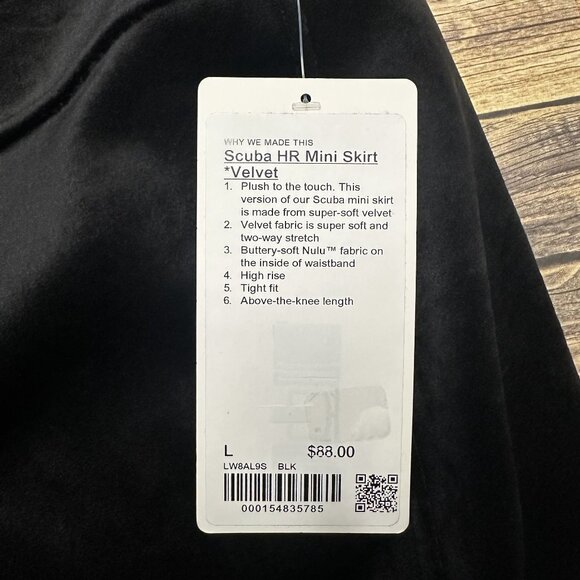 WHY WE MADE THIS
Scuba HR Mini Skirt
*Velvet
1. Plush to the touch. This
version of our Scuba mini skirt
is made from super-soft velvet
2. Velvet fabric is super soft and
two-way stretch
3. Buttery-soft Nulu™ fabric on
the inside of waistband
4. High rise
5. Tight fit
6. Above-the-knee length
L $88.00
LW8AL9S BLK
000154835785